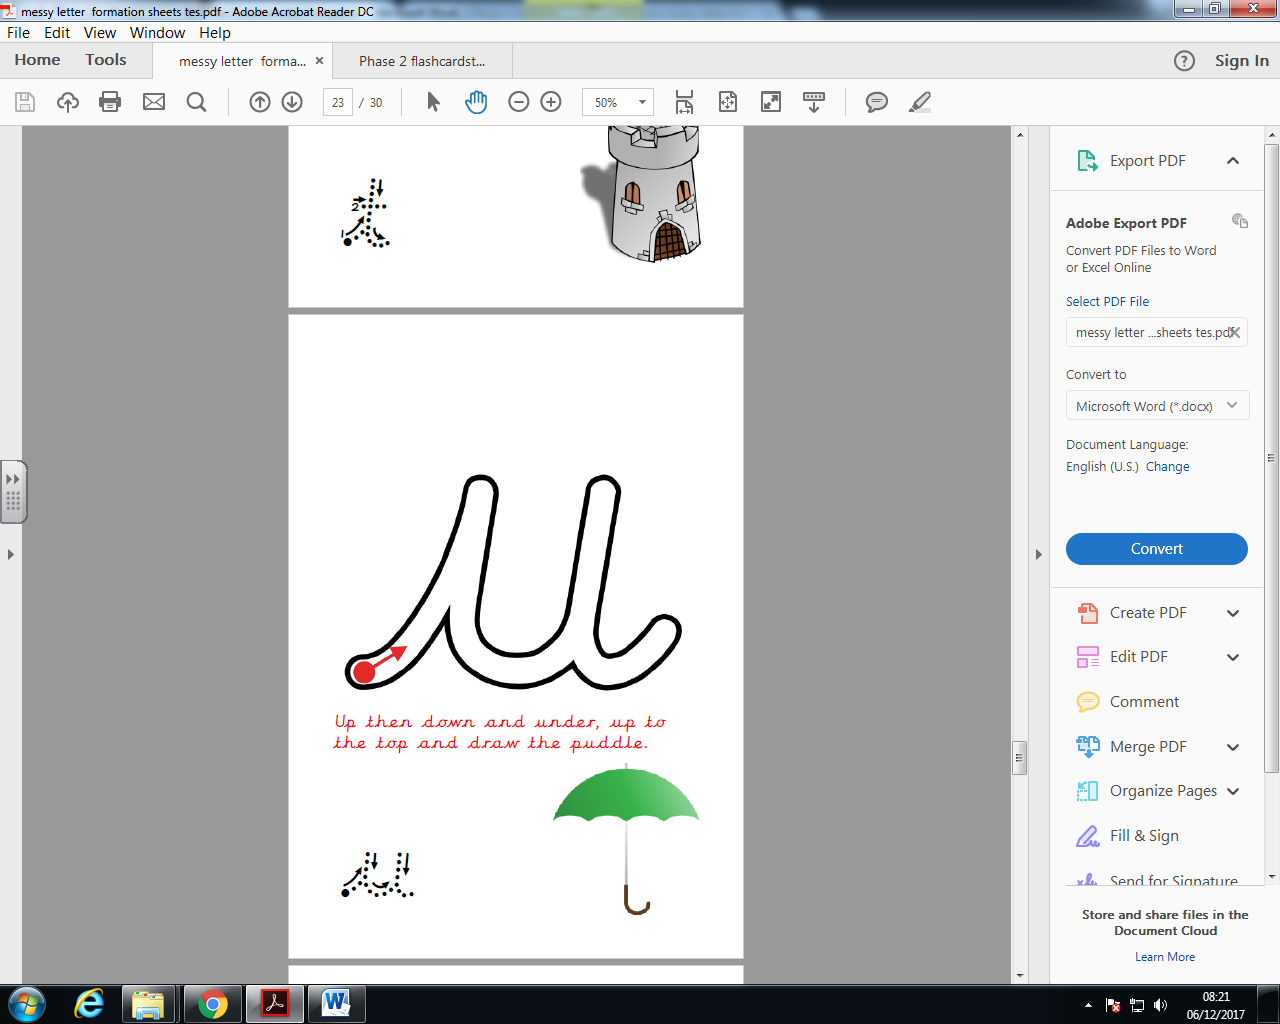 messy letter  formation sheets tes.pdf - Adobe Acrobat Reader DC
File Edit View Window Help
Home Tools messy letter  forma... × Phase 2 flashcardst... Sign In
23 / 30 50%
2
1
Up then down and under, up to
the top and draw the puddle.
Export PDF
Adobe Export PDF
Convert PDF Files to Word
or Excel Online
Select PDF File
messy letter ...sheets tes.pdf
Convert to
Microsoft Word (*.docx)
Document Language:
English (U.S.) Change
Convert
Create PDF
Edit PDF
Comment
Merge PDF
Organize Pages
Fill & Sign
Send for Signature
Store and share files in the
Document Cloud
Learn More
08:21
06/12/2017